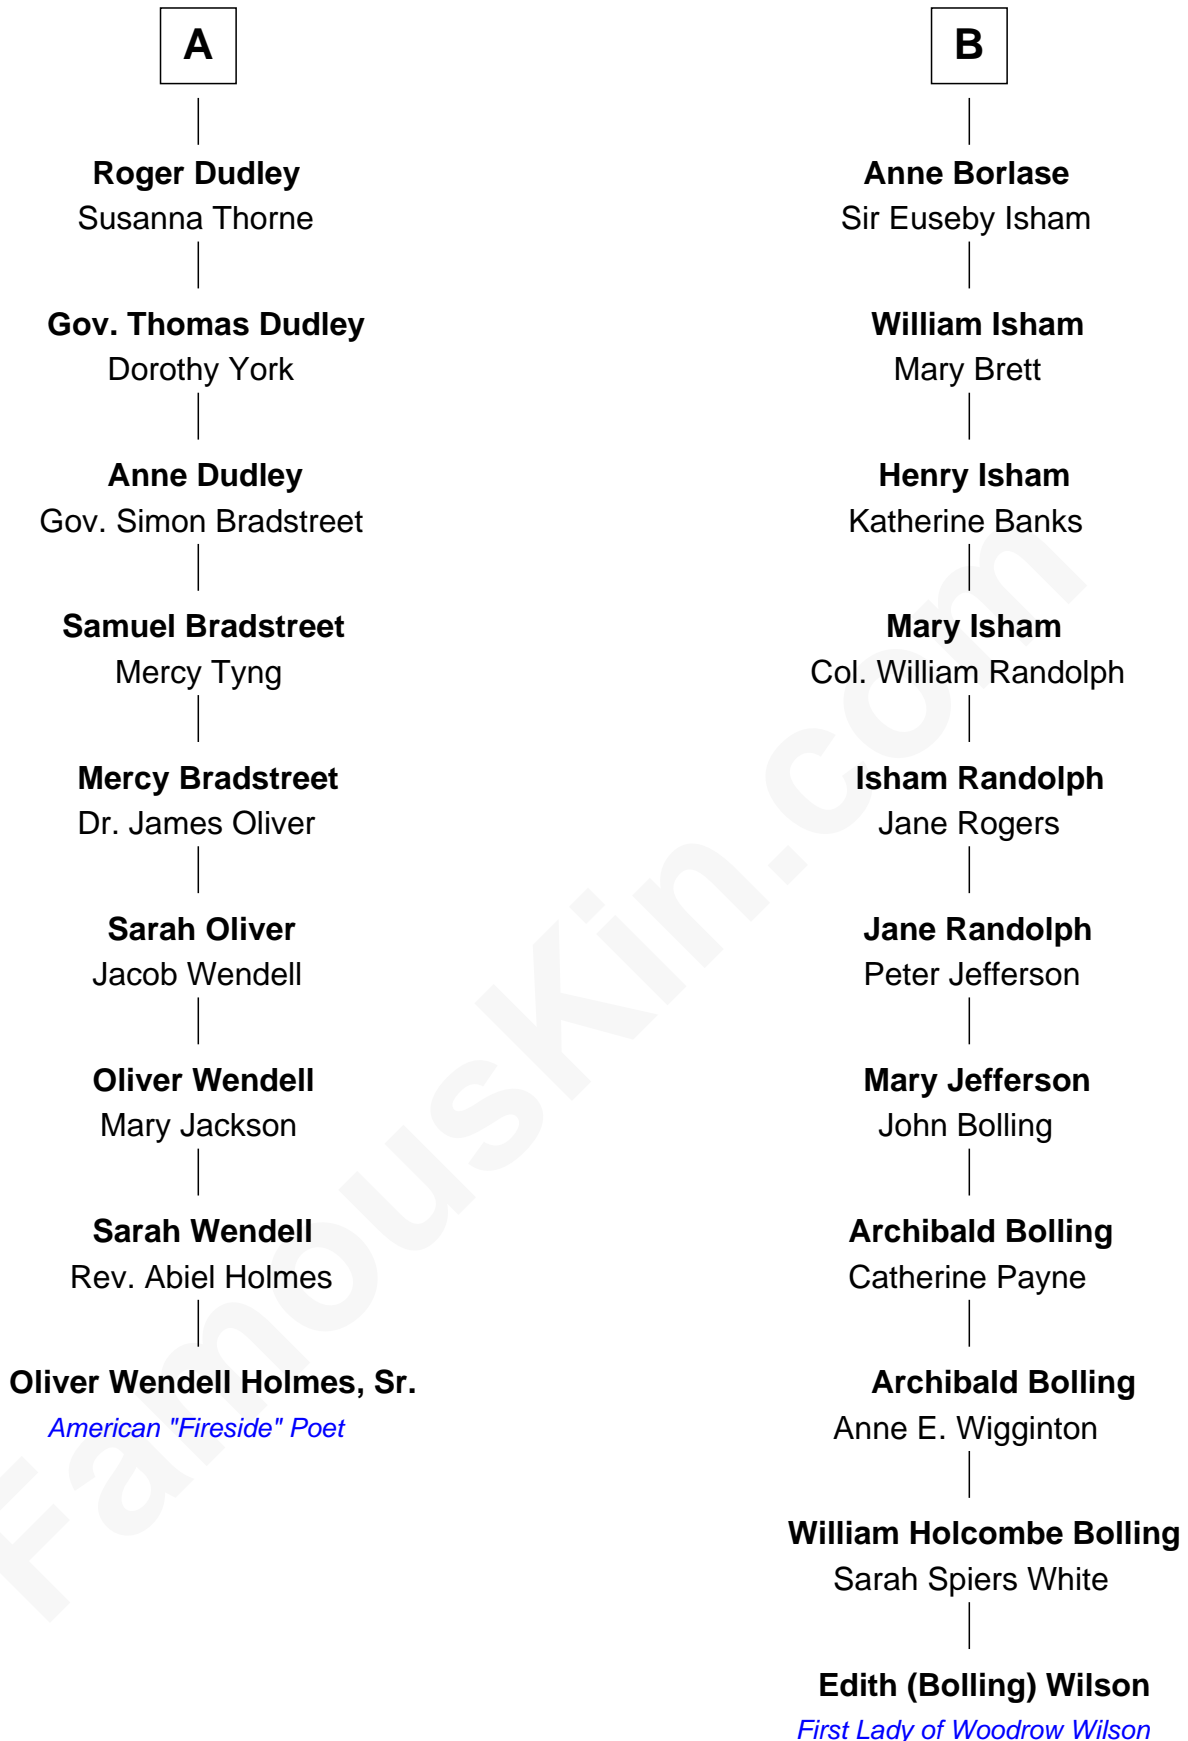 A
Roger Dudley
Susanna Thorne
Gov. Thomas Dudley
Dorothy York
Anne Dudley
Gov. Simon Bradstreet
Samuel Bradstreet
Mercy Tyng
Mercy Bradstreet
Dr. James Oliver
Sarah Oliver
Jacob Wendell
Oliver Wendell
Mary Jackson
Sarah Wendell
Rev. Abiel Holmes
Oliver Wendell Holmes, Sr.
American "Fireside" Poet
B
Anne Borlase
Sir Euseby Isham
William Isham
Mary Brett
Henry Isham
Katherine Banks
Mary Isham
Col. William Randolph
Isham Randolph
Jane Rogers
Jane Randolph
Peter Jefferson
Mary Jefferson
John Bolling
Archibald Bolling
Catherine Payne
Archibald Bolling
Anne E. Wigginton
William Holcombe Bolling
Sarah Spiers White
Edith (Bolling) Wilson
First Lady of Woodrow Wilson
FamousKin.com